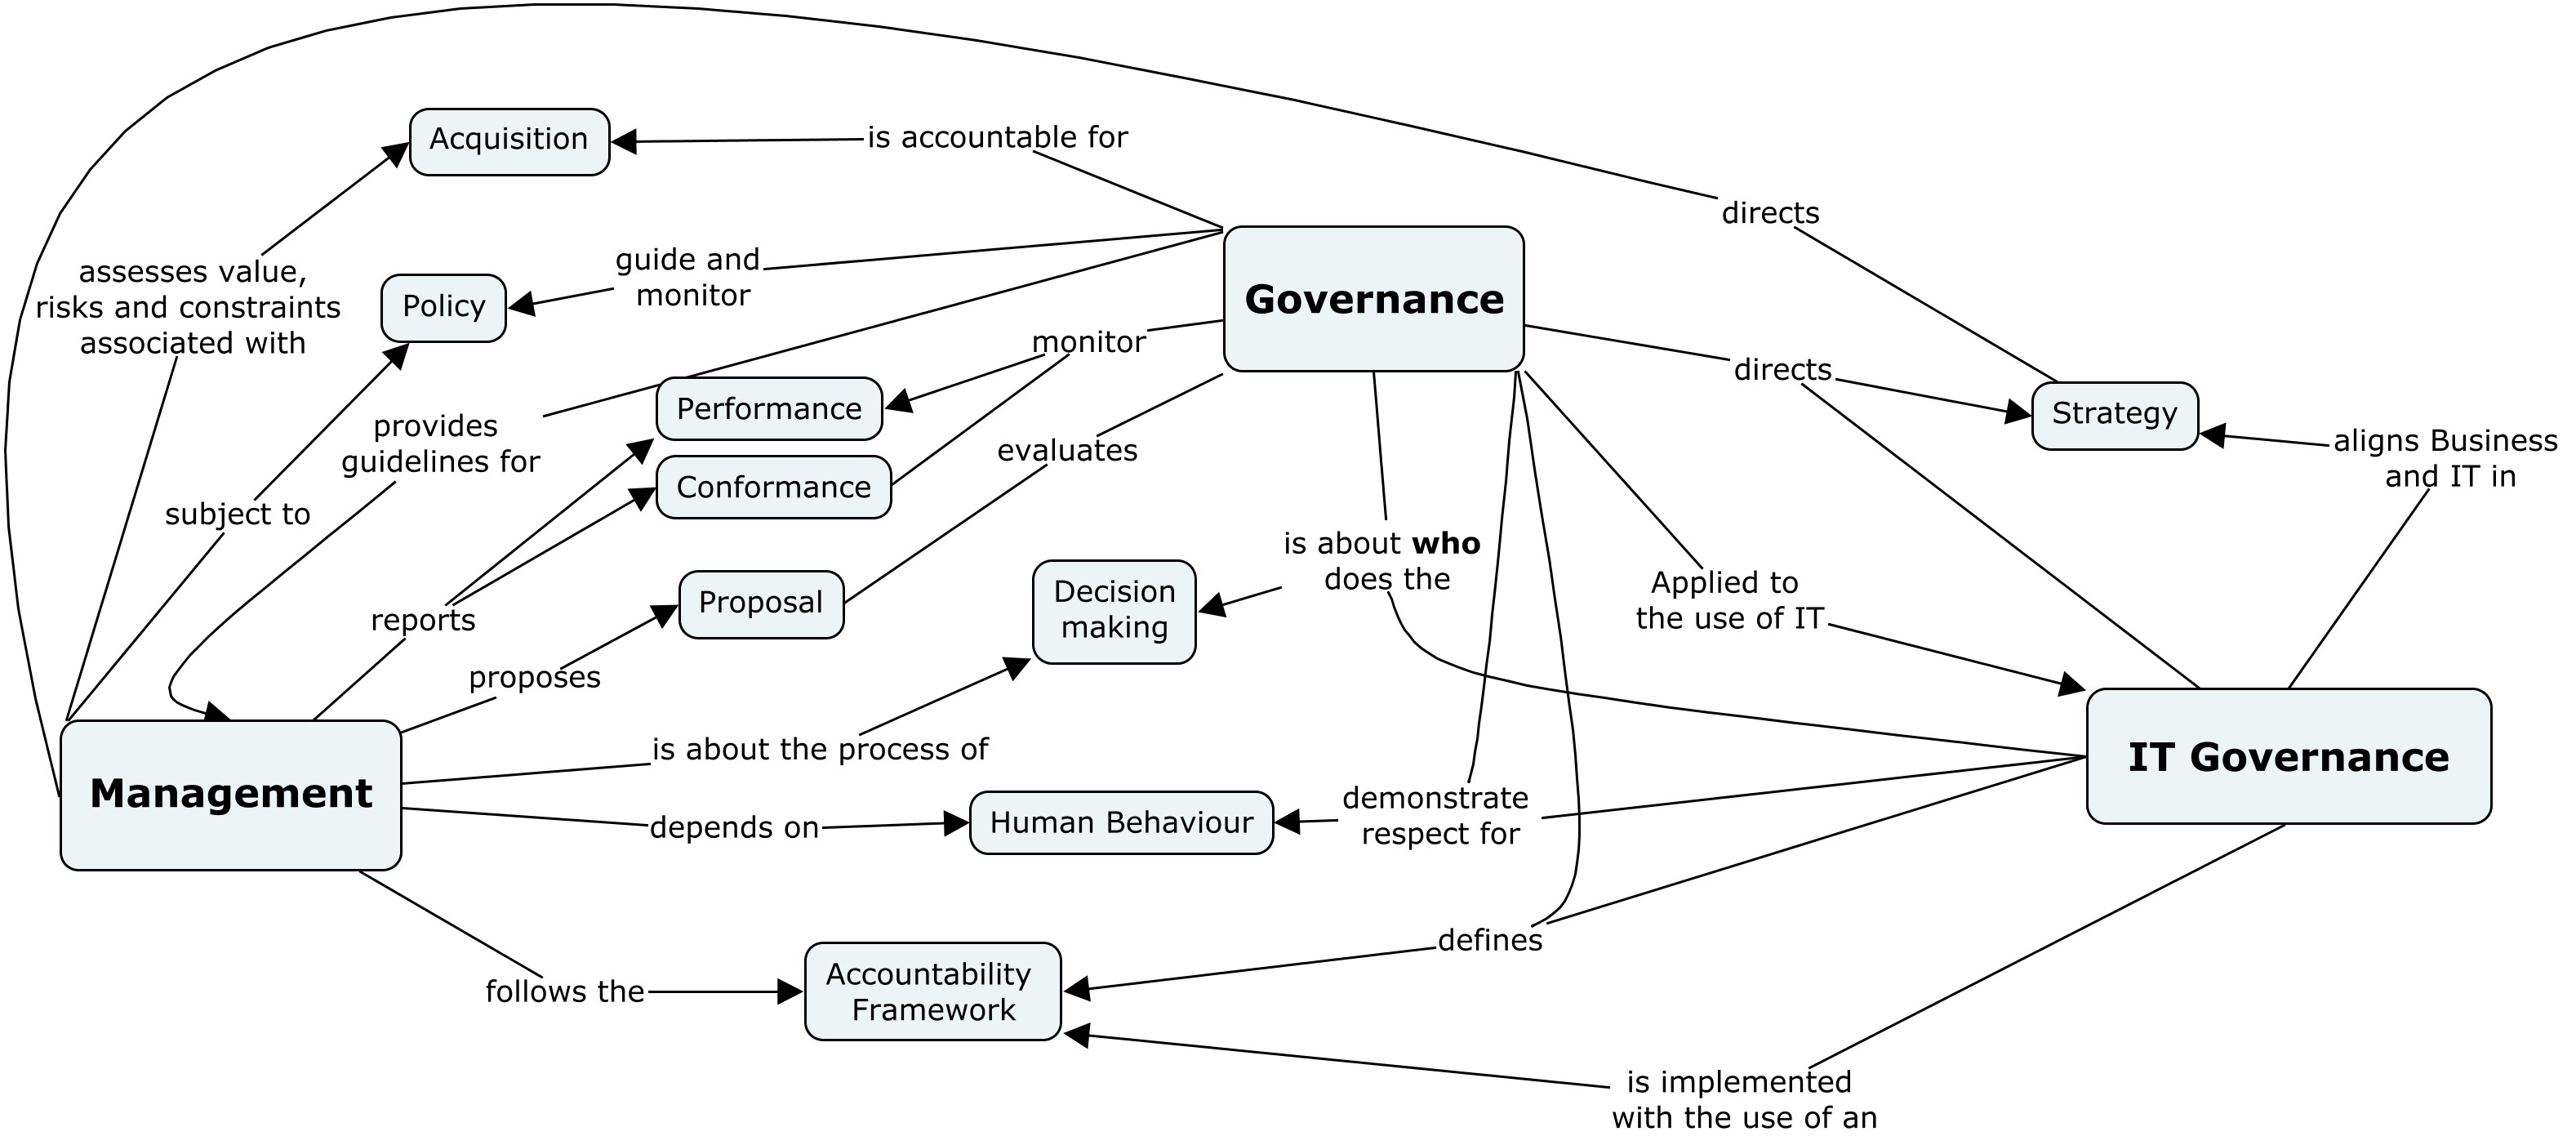 Acquisition
is accountable for
directs
assesses value,
risks and constraints
associated with
Policy
guide and
monitor
Governance
monitor
directs
Performance
Strategy
provides
guidelines for
evaluates
aligns Business
and IT in
Conformance
subject to
is about who
does the
Decision
making
Applied to
the use of IT
Proposal
reports
proposes
is about the process of
IT Governance
Management
depends on
Human Behaviour
demonstrate
respect for
defines
follows the
Accountability
Framework
is implemented
with the use of an